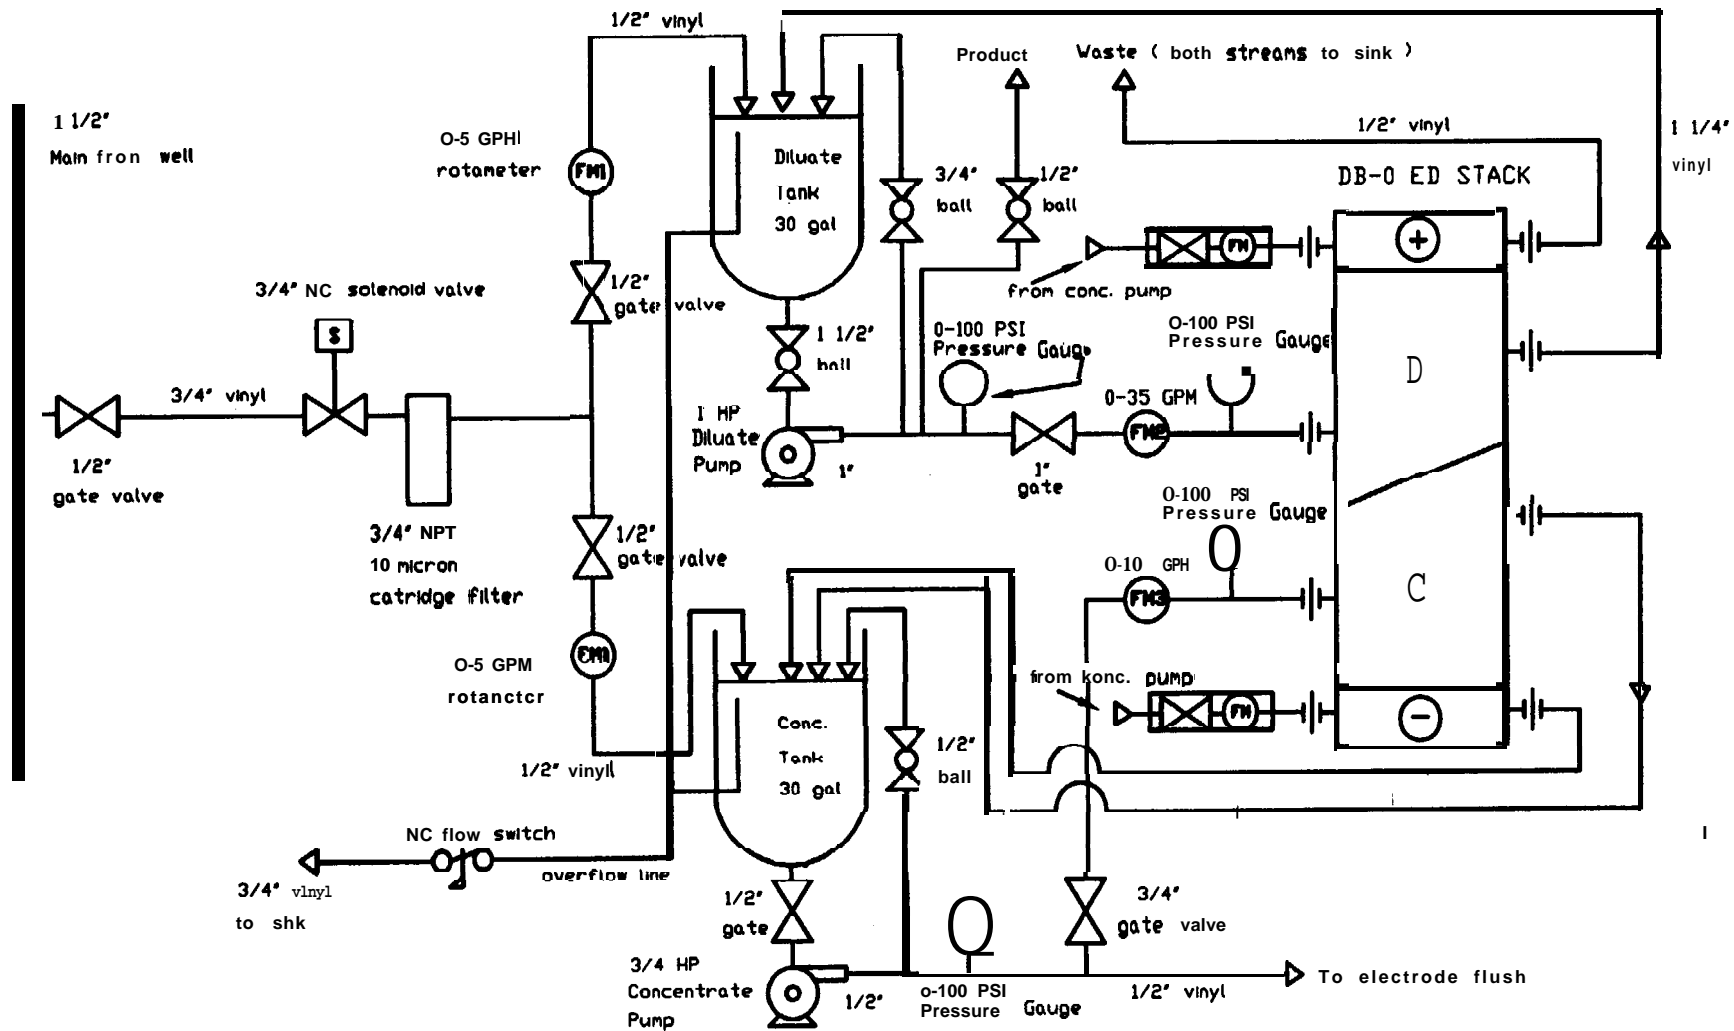 1/2" vinyl
Product
Waste ( both streams to sink )
1 1/2"
Main fron well
O-5 GPH
rotameter
FM1
Diluate
Tank
30 gal
3/4"
ball
1/2"
ball
1/2" vinyl
1 1/4"
vinyl
DB-0 ED STACK
+
FM
from conc. pump
3/4" NC solenoid valve
S
1/2"
gate valve
1 1/2"
ball
0-100 PSI
Pressure Gauge
O-100 PSI
Pressure Gauge
D
3/4" vinyl
1/2"
gate valve
1 HP
Diluate
Pump
1"
1"
gate
0-35 GPM
FM2
3/4" NPT
10 micron
catridge filter
1/2"
gate valve
O-100 PSI
Pressure Gauge
0-10 GPH
FM3
C
O-5 GPM
rotanctcr
FM1
from konc. pump
FM
-
1/2" vinyl
Conc.
Tank
30 gal
1/2"
ball
NC flow switch
overflow line
3/4" vlnyl
to shk
1/2"
gate
3/4"
gate valve
3/4 HP
Concentrate
Pump
1/2"
o-100 PSI
Pressure Gauge
1/2" vinyl
To electrode flush